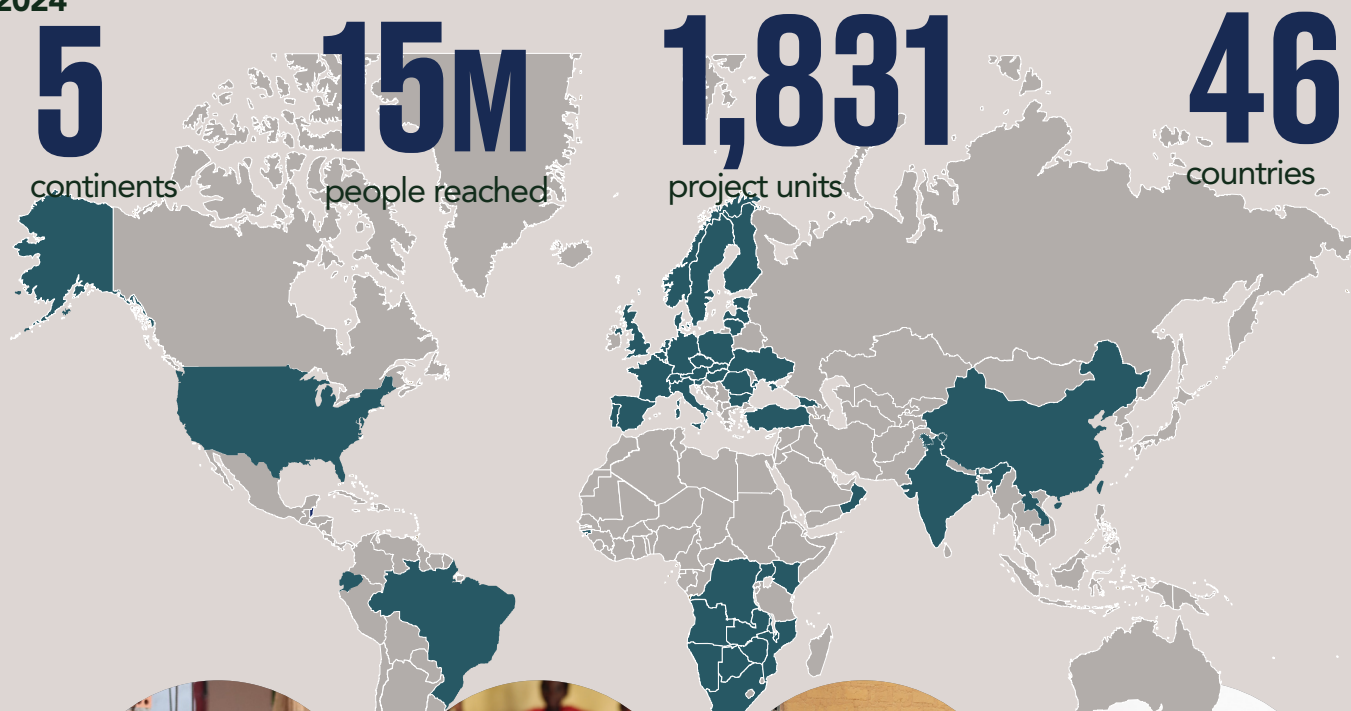 2024
5
continents
15M
people reached
1,831
project units
46
countries